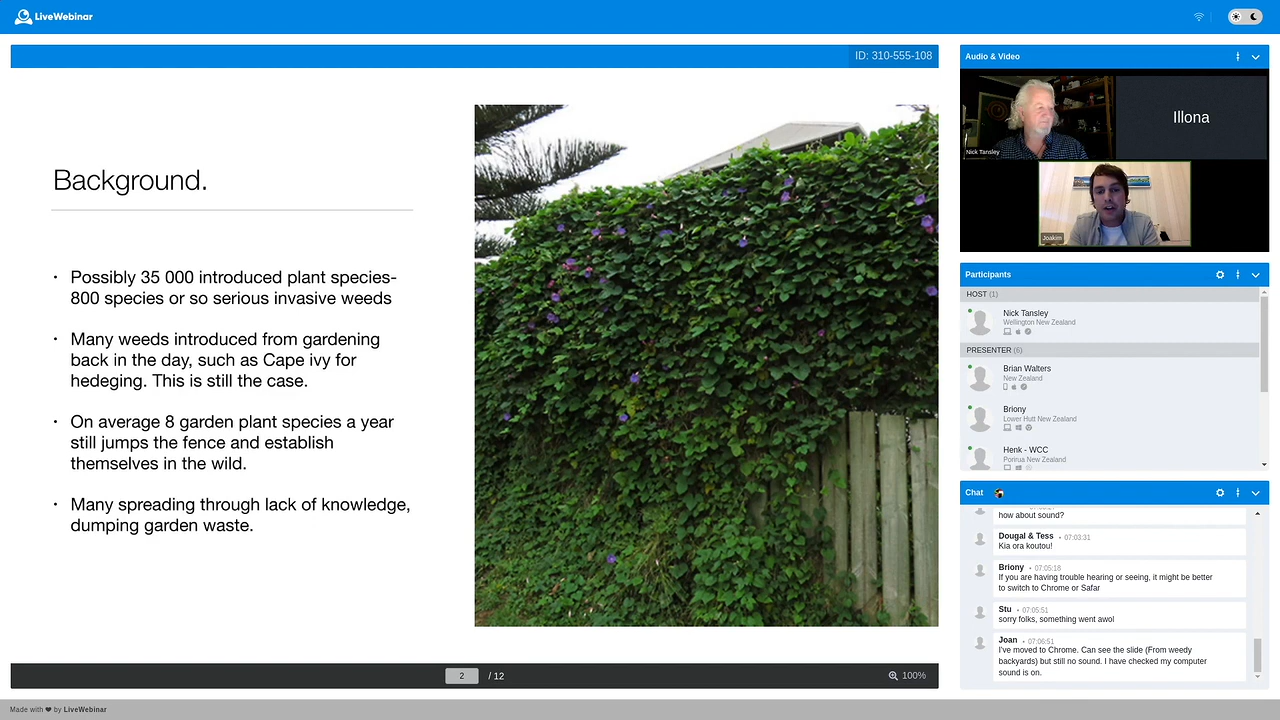 LiveWebinar
ID: 310-555-108
Background.
• Possibly 35 000 introduced plant species-
800 species or so serious invasive weeds
• Many weeds introduced from gardening
back in the day, such as Cape ivy for
hedeging. This is still the case.
• On average 8 garden plant species a year
still jumps the fence and establish
themselves in the wild.
• Many spreading through lack of knowledge,
dumping garden waste.
2 / 12
100%
Audio & Video
Illona
Nick Tansley
Joakim
Participants
HOST (1)
Nick Tansley
Wellington New Zealand
PRESENTER (6)
Brian Walters
New Zealand
Briony
Lower Hutt New Zealand
Henk - WCC
Porirua New Zealand
Chat
how about sound?
Dougal & Tess • 07:03:31
Kia ora koutou!
Briony • 07:05:18
If you are having trouble hearing or seeing, it might be better
to switch to Chrome or Safar
Stu • 07:05:51
sorry folks, something went awol
Joan • 07:06:51
I've moved to Chrome. Can see the slide (From weedy
backyards) but still no sound. I have checked my computer
sound is on.
Made with ❤ by LiveWebinar